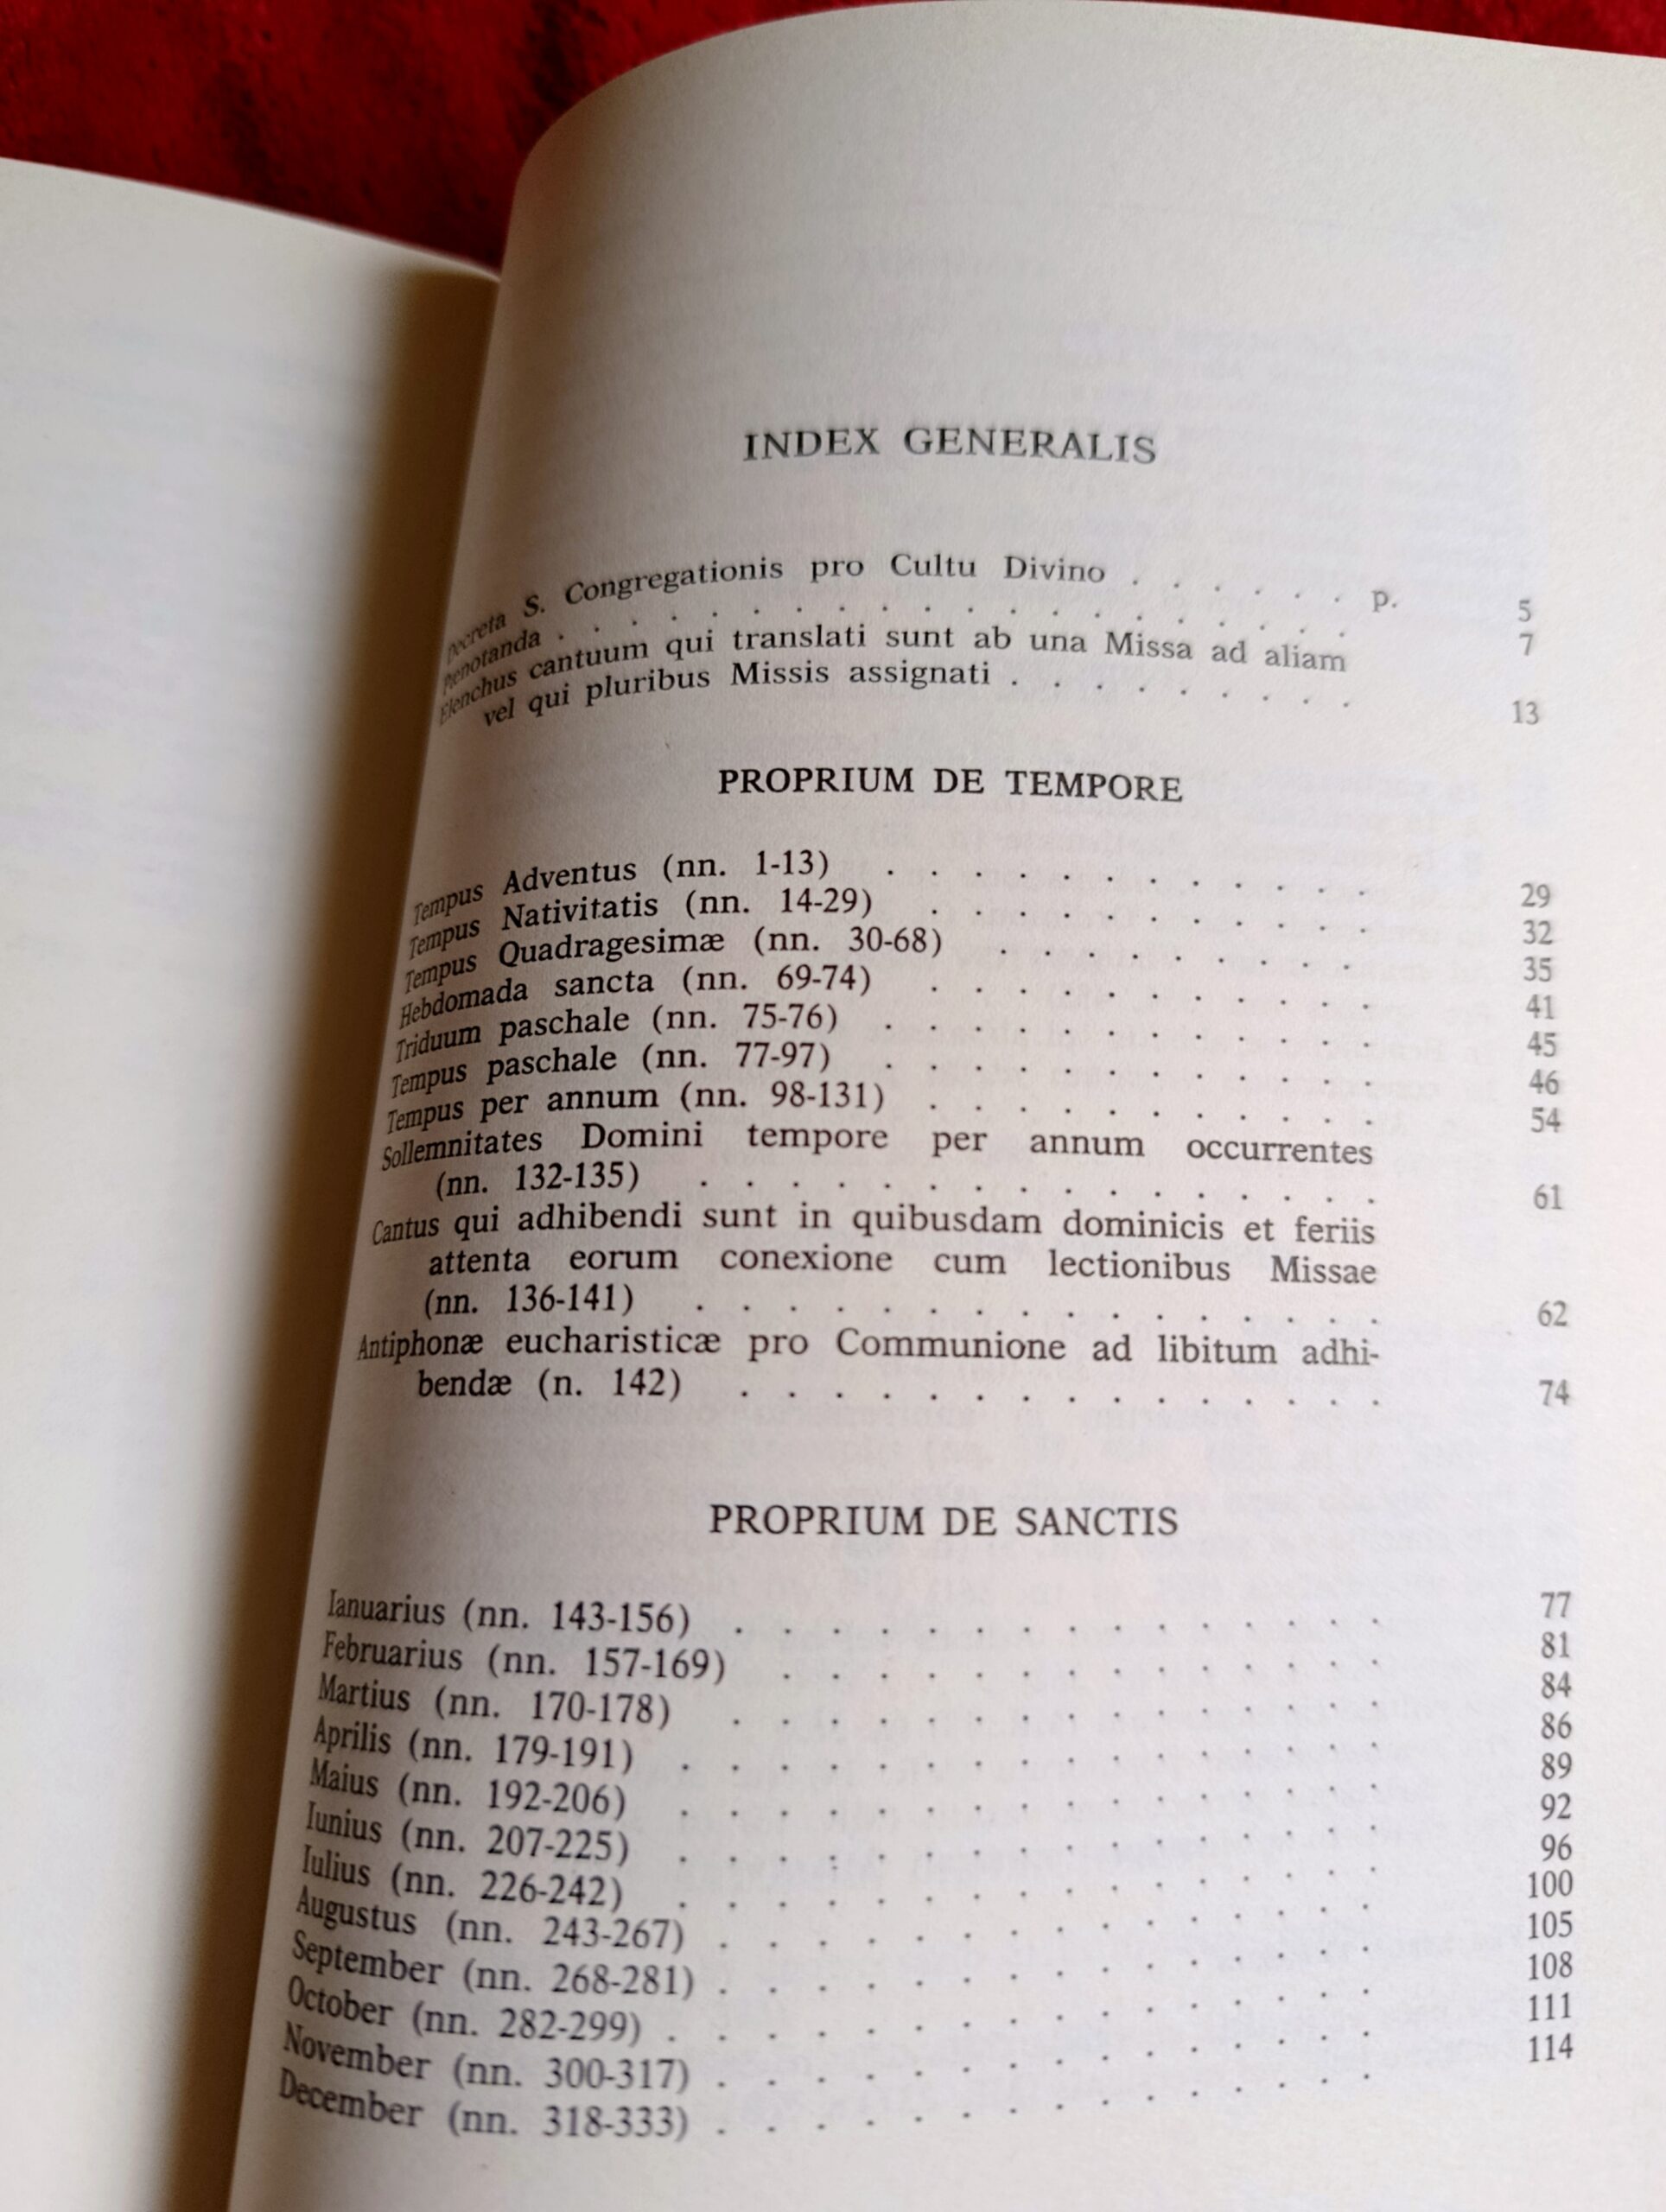 INDEX GENERALIS
Decreta S. Congregationis pro Cultu Divino . . . . . . p. 5
Prænotanda . . . . . . . . . . . . . . . . . . . 7
Elenchus cantuum qui translati sunt ab una Missa ad aliam
vel qui pluribus Missis assignati . . . . . . . . . 13
PROPRIUM DE TEMPORE
Tempus Adventus (nn. 1-13) . . . . . . . . . . . . 29
Tempus Nativitatis (nn. 14-29) . . . . . . . . . . . 32
Tempus Quadragesimæ (nn. 30-68) . . . . . . . . . 35
Hebdomada sancta (nn. 69-74) . . . . . . . . . . . 41
Triduum paschale (nn. 75-76) . . . . . . . . . . . . 45
Tempus paschale (nn. 77-97) . . . . . . . . . . . . 46
Tempus per annum (nn. 98-131) . . . . . . . . . . . 54
Sollemnitates Domini tempore per annum occurrentes
(nn. 132-135) . . . . . . . . . . . . . . . . 61
Cantus qui adhibendi sunt in quibusdam dominicis et feriis
attenta eorum conexione cum lectionibus Missae
(nn. 136-141) . . . . . . . . . . . . . . . . 62
Antiphonæ eucharisticæ pro Communione ad libitum adhi-
bendæ (n. 142) . . . . . . . . . . . . . . . 74
PROPRIUM DE SANCTIS
Ianuarius (nn. 143-156) . . . . . . . . . . . . . . . 77
Februarius (nn. 157-169) . . . . . . . . . . . . . . 81
Martius (nn. 170-178) . . . . . . . . . . . . . . . 84
Aprilis (nn. 179-191) . . . . . . . . . . . . . . . . 86
Maius (nn. 192-206) . . . . . . . . . . . . . . . . 89
Iunius (nn. 207-225) . . . . . . . . . . . . . . . . 92
Iulius (nn. 226-242) . . . . . . . . . . . . . . . . 96
Augustus (nn. 243-267) . . . . . . . . . . . . . . . 100
September (nn. 268-281) . . . . . . . . . . . . . . . 105
October (nn. 282-299) . . . . . . . . . . . . . . . . 108
November (nn. 300-317) . . . . . . . . . . . . . . . 111
December (nn. 318-333) . . . . . . . . . . . . . . . 114